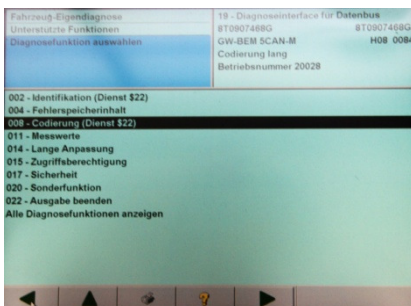 Fahrzeug-Eigendiagnose
Unterstützte Funktionen
Diagnosefunktion auswählen
19 - Diagnoseinterface für Datenbus
8T0907468G 8T0907468G
GW-BEM 5CAN-M H08 0084
Codierung lang
Betriebsnummer 20028
002 - Identifikation (Dienst $22)
004 - Fehlerspeicherinhalt
008 - Codierung (Dienst $22)
011 - Messwerte
014 - Lange Anpassung
015 - Zugriffsberechtigung
017 - Sicherheit
020 - Sonderfunktion
022 - Ausgabe beenden
Alle Diagnosefunktionen anzeigen